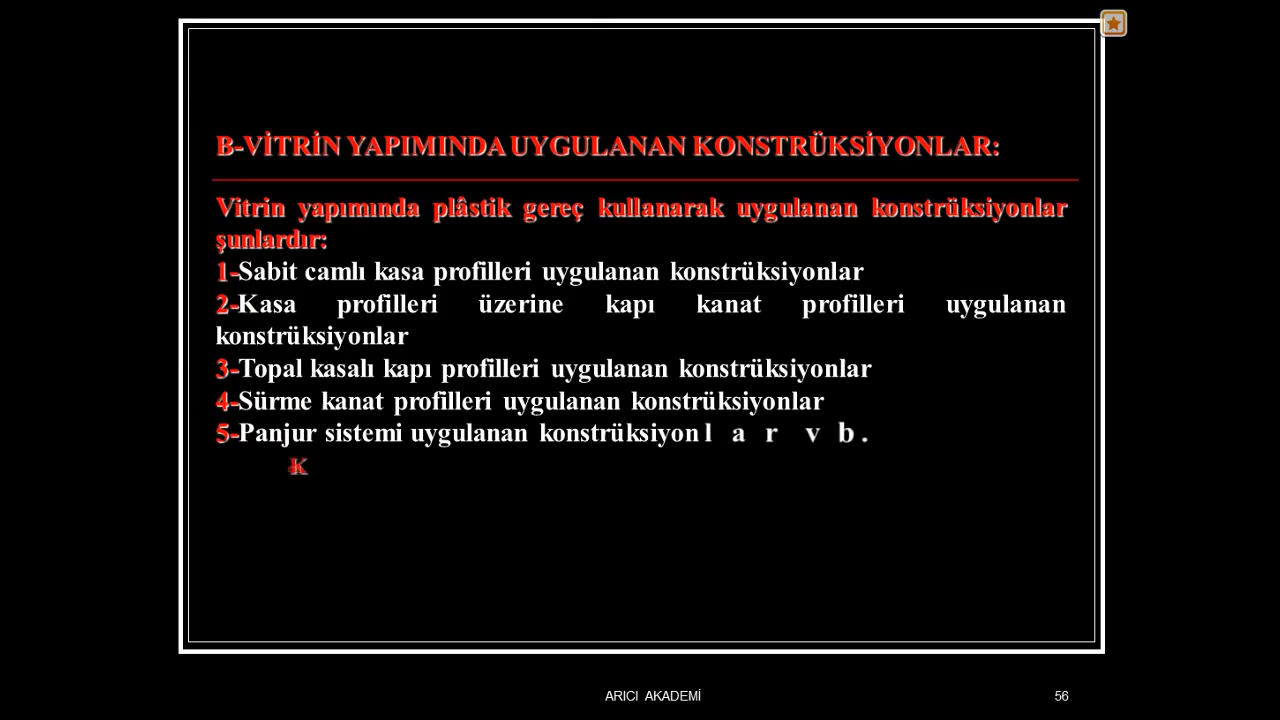 B-VİTRİN YAPIMINDA UYGULANAN KONSTRÜKSİYONLAR:
Vitrin yapımında plâstik gereç kullanarak uygulanan konstrüksiyonlar
şunlardır:
1-Sabit camlı kasa profilleri uygulanan konstrüksiyonlar
2-Kasa profilleri üzerine kapı kanat profilleri uygulanan
konstrüksiyonlar
3-Topal kasalı kapı profilleri uygulanan konstrüksiyonlar
4-Sürme kanat profilleri uygulanan konstrüksiyonlar
5-Panjur sistemi uygulanan konstrüksiyonlar vb.
ARICI AKADEMİ
56